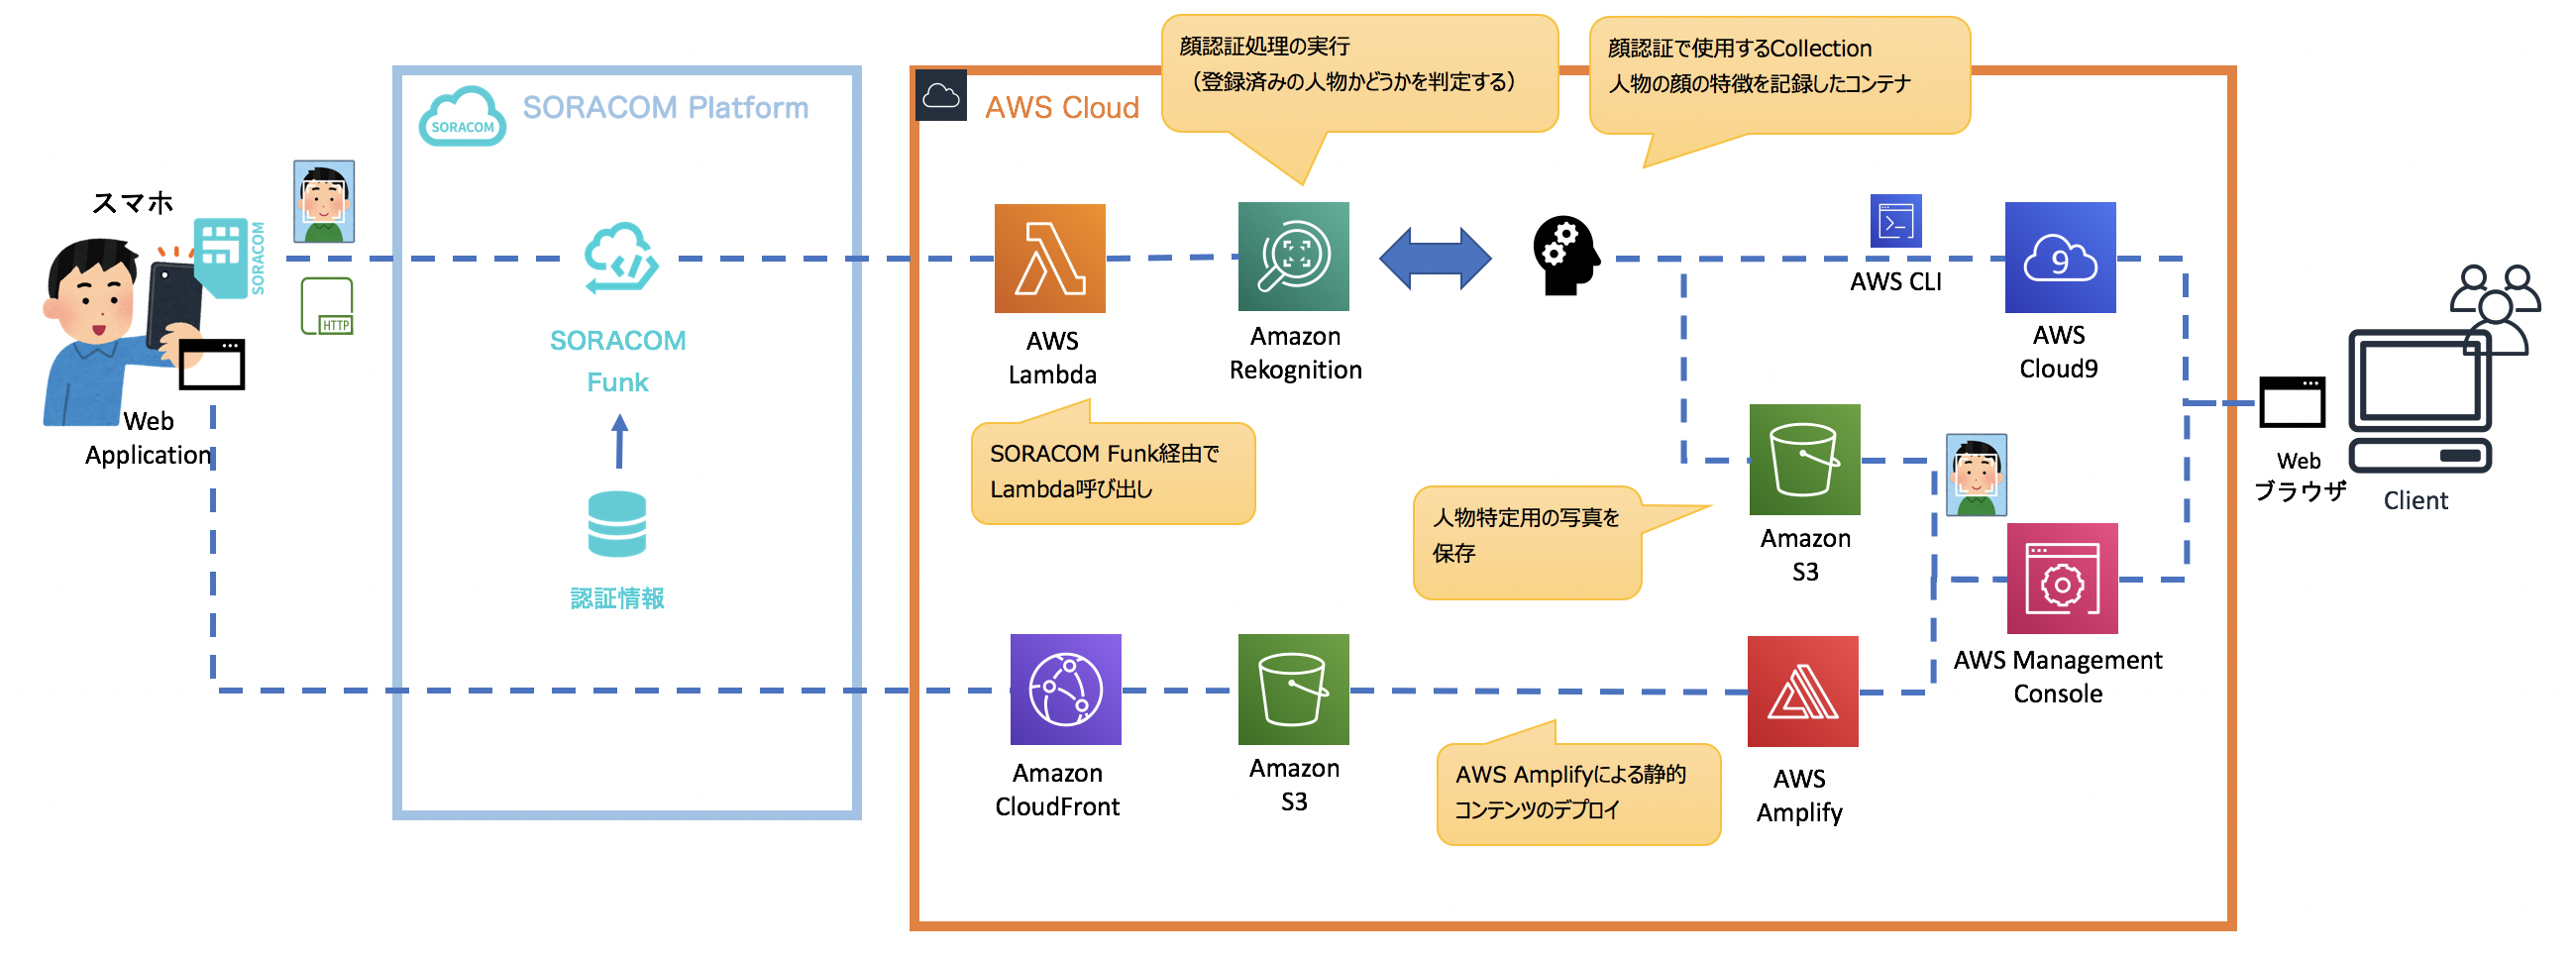 顔認証処理の実行
（登録済みの人物かどうかを判定する）
顔認証で使用するCollection
人物の顔の特徴を記録したコンテナ
SORACOM
SORACOM Platform
AWS Cloud
スマホ
SORACOM
HTTP
Web
Application
SORACOM
Funk
認証情報
AWS
Lambda
Amazon
Rekognition
AWS CLI
9
AWS
Cloud9
SORACOM Funk経由で
Lambda呼び出し
人物特定用の写真を
保存
Amazon
S3
Web
ブラウザ
Client
AWS Management
Console
Amazon
CloudFront
Amazon
S3
AWS Amplifyによる静的
コンテンツのデプロイ
AWS
Amplify